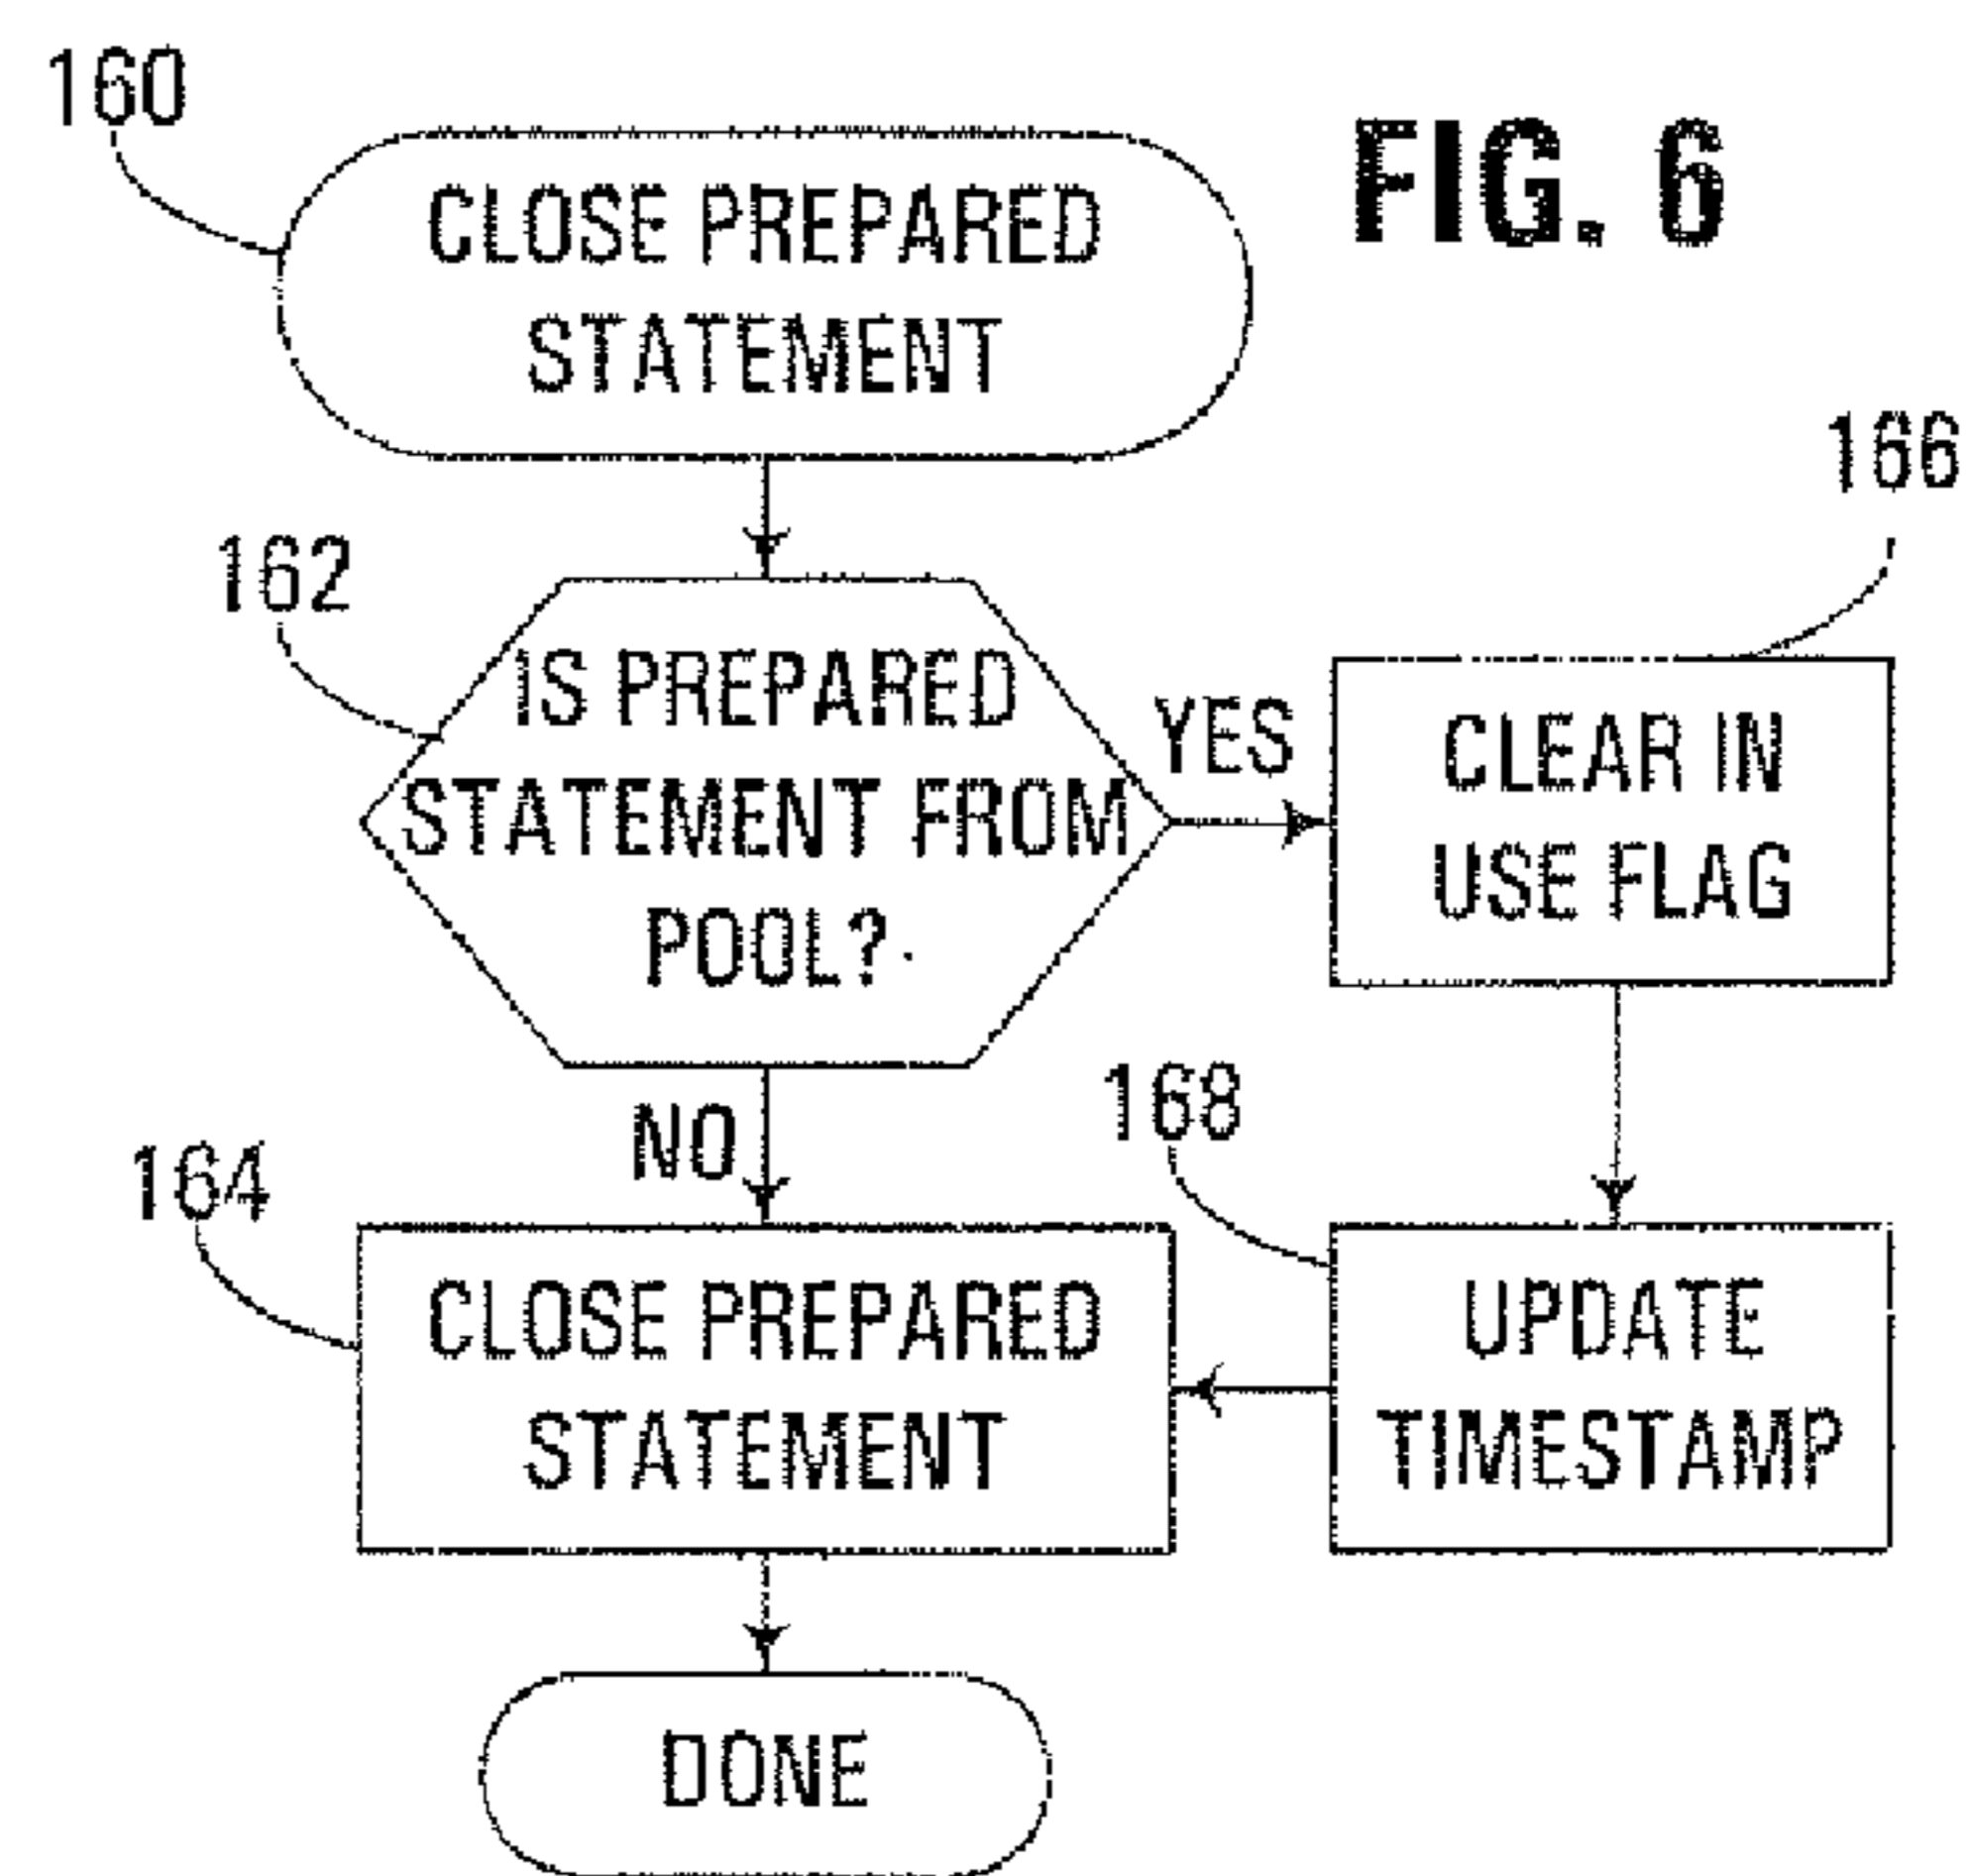 160
CLOSE PREPARED
STATEMENT
FIG. 6
162
IS PREPARED
STATEMENT FROM
POOL?
YES
166
CLEAR IN
USE FLAG
NO
164
CLOSE PREPARED
STATEMENT
168
UPDATE
TIMESTAMP
DONE